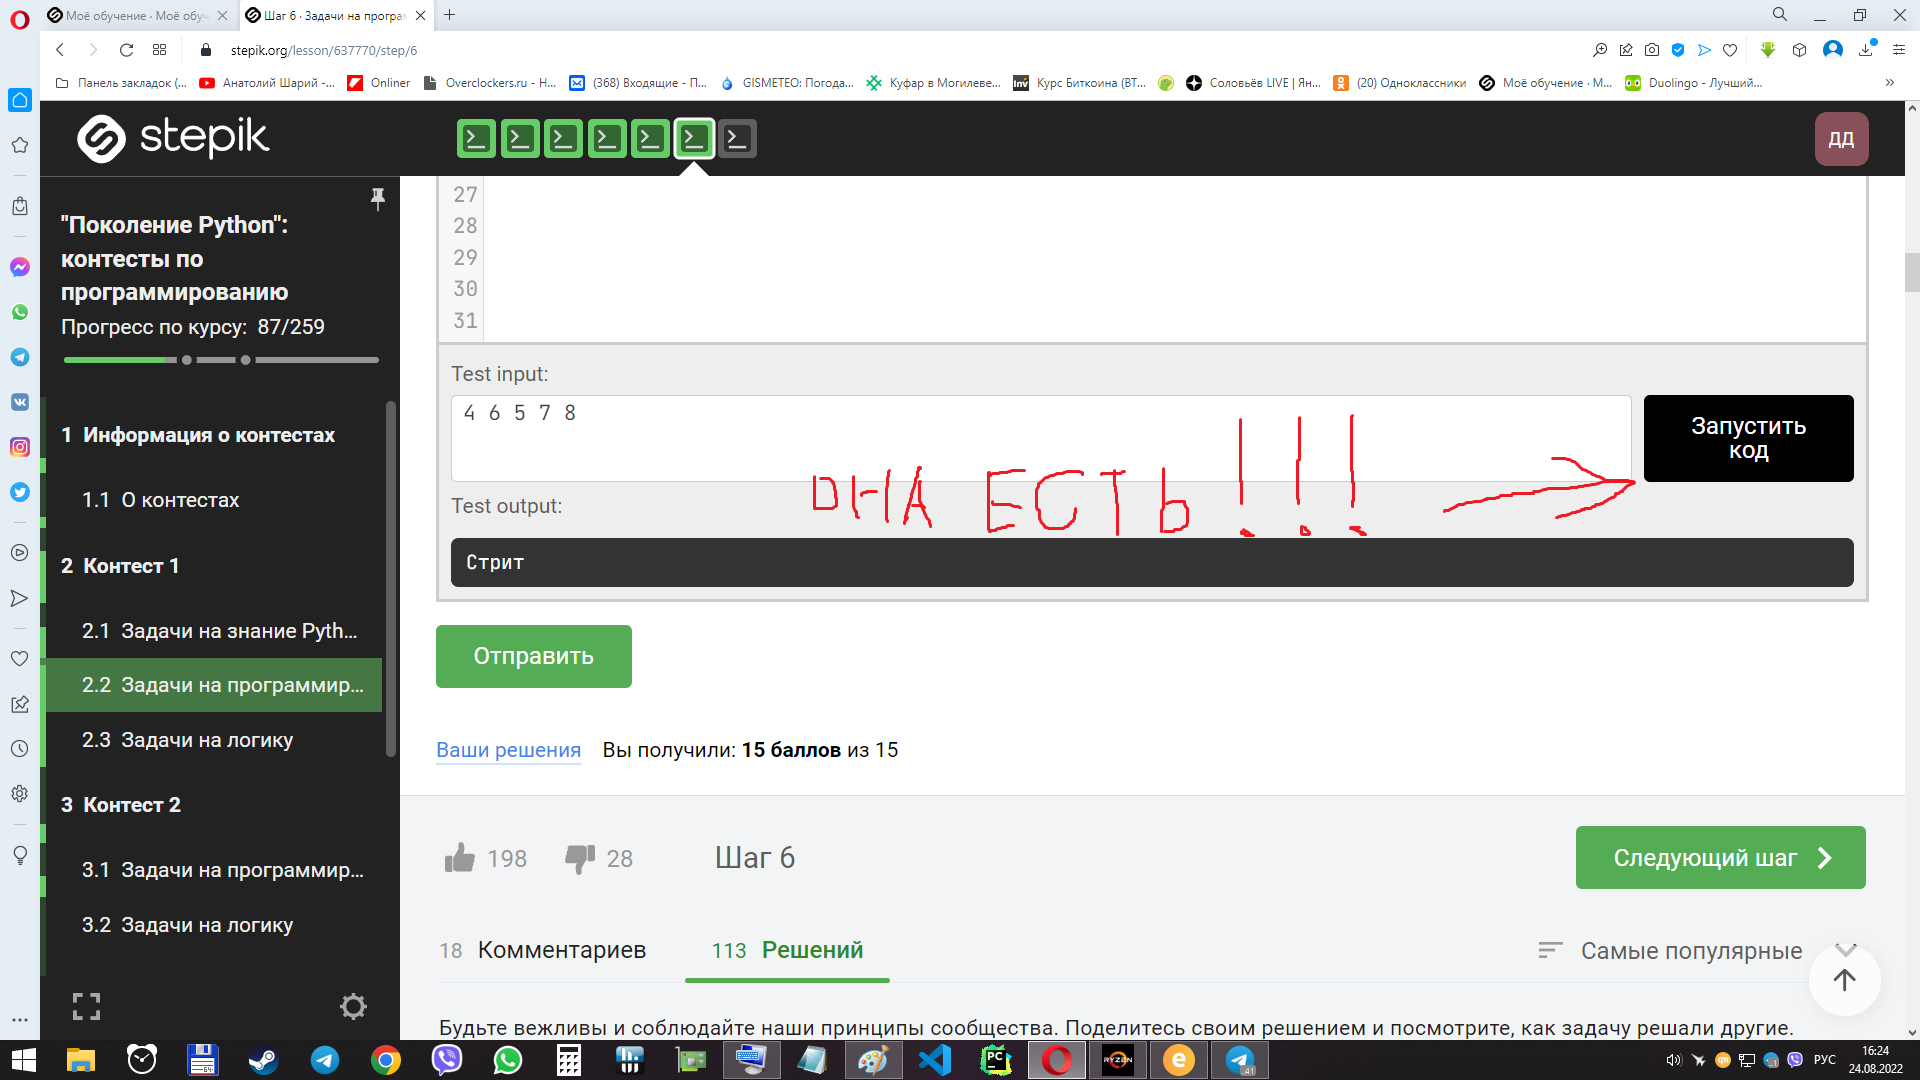 Моё обучение · Моё обуч
Шаг 6 · Задачи на програм
stepik.org/lesson/637770/step/6
Панель закладок (...
Анатолий Шарий -...
Onliner
Overclockers.ru - Н...
(368) Входящие - П...
GISMETEO: Погода...
Куфар в Могилеве...
Inv
Курс Биткоина (BT...
Соловьёв LIVE | Ян...
(20) Одноклассники
Моё обучение · М...
Duolingo - Лучший...
stepik
ДД
"Поколение Python":
контесты по
программированию
Прогресс по курсу: 87/259
1 Информация о контестах
1.1 О контестах
2 Контест 1
2.1 Задачи на знание Pyth...
2.2 Задачи на программир...
2.3 Задачи на логику
3 Контест 2
3.1 Задачи на программир...
3.2 Задачи на логику
27
28
29
30
31
Test input:
4 6 5 7 8
Запустить
код
ОНА ЕСТЬ!!!
Test output:
Стрит
Отправить
Ваши решения Вы получили: 15 баллов из 15
198 28 Шаг 6
Следующий шаг
18 Комментариев 113 Решений
Самые популярные
Будьте вежливы и соблюдайте наши принципы сообщества. Поделитесь своим решением и посмотрите, как задачу решали другие.
PC
RYZEN
41
РУС
16:24
24.08.2022